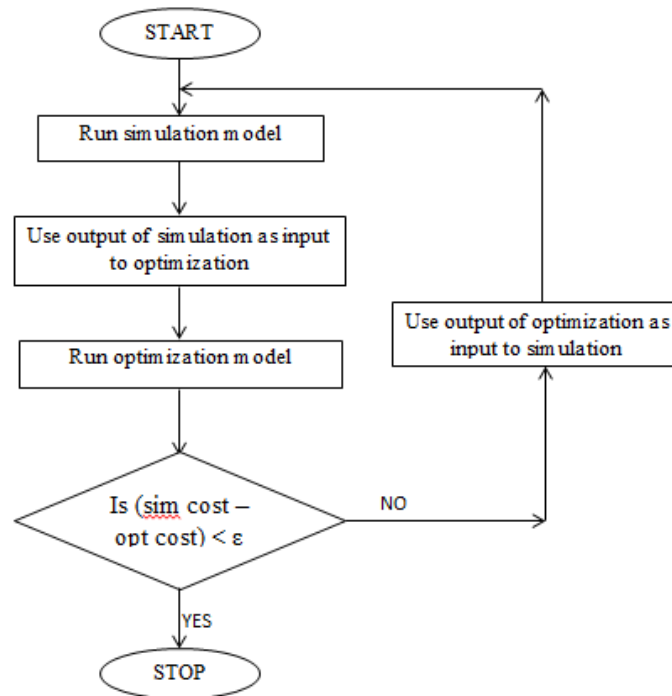 START
Run simulation model
Use output of simulation as input
to optimization
Run optimization model
Use output of optimization as
input to simulation
Is (sim cost –
opt cost) < ε
NO
YES
STOP